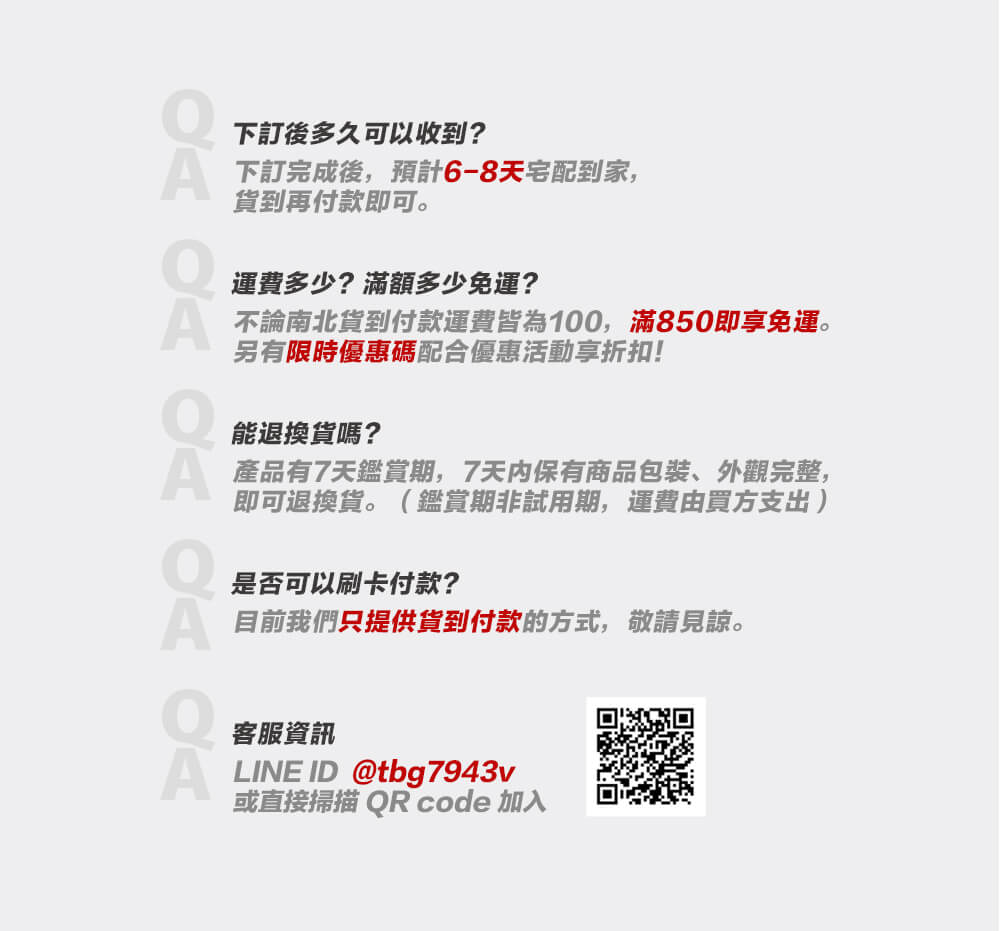 Q
下訂後多久可以收到?
A
下訂完成後，預計6-8天宅配到家，
貨到再付款即可。
Q
運費多少? 滿額多少免運?
A
不論南北貨到付款運費皆為100，滿850即享免運。
另有限時優惠碼配合優惠活動享折扣!
Q
能退換貨嗎?
A
產品有7天鑑賞期，7天內保有商品包裝、外觀完整，
即可退換貨。（鑑賞期非試用期，運費由買方支出）
Q
是否可以刷卡付款?
A
目前我們只提供貨到付款的方式，敬請見諒。
Q
客服資訊
A
LINE ID @tbg7943v
或直接掃描 QR code 加入